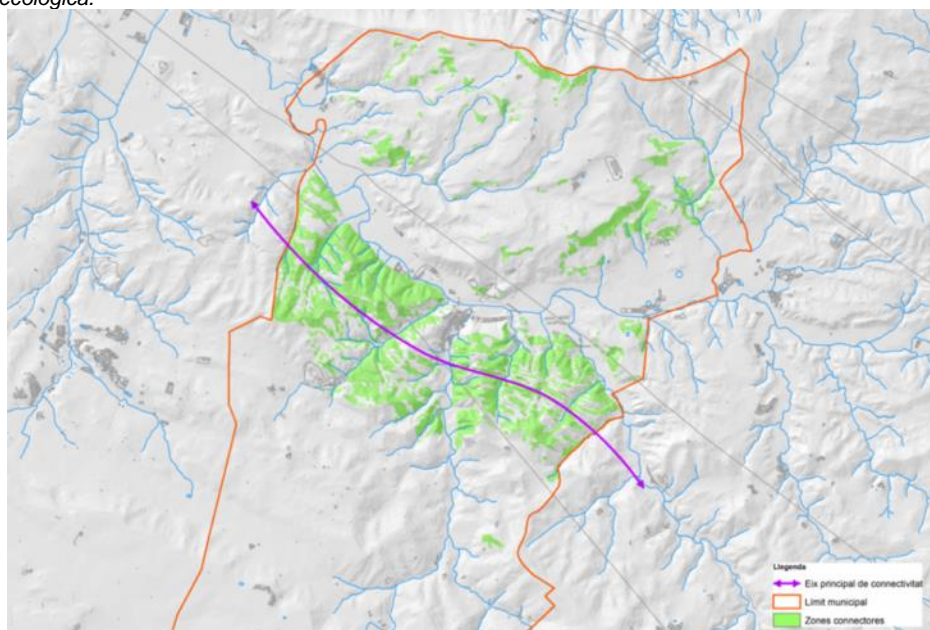 ecològica.
Llegenda
Eix principal de connectivitat
Límit municipal
Zones connectores